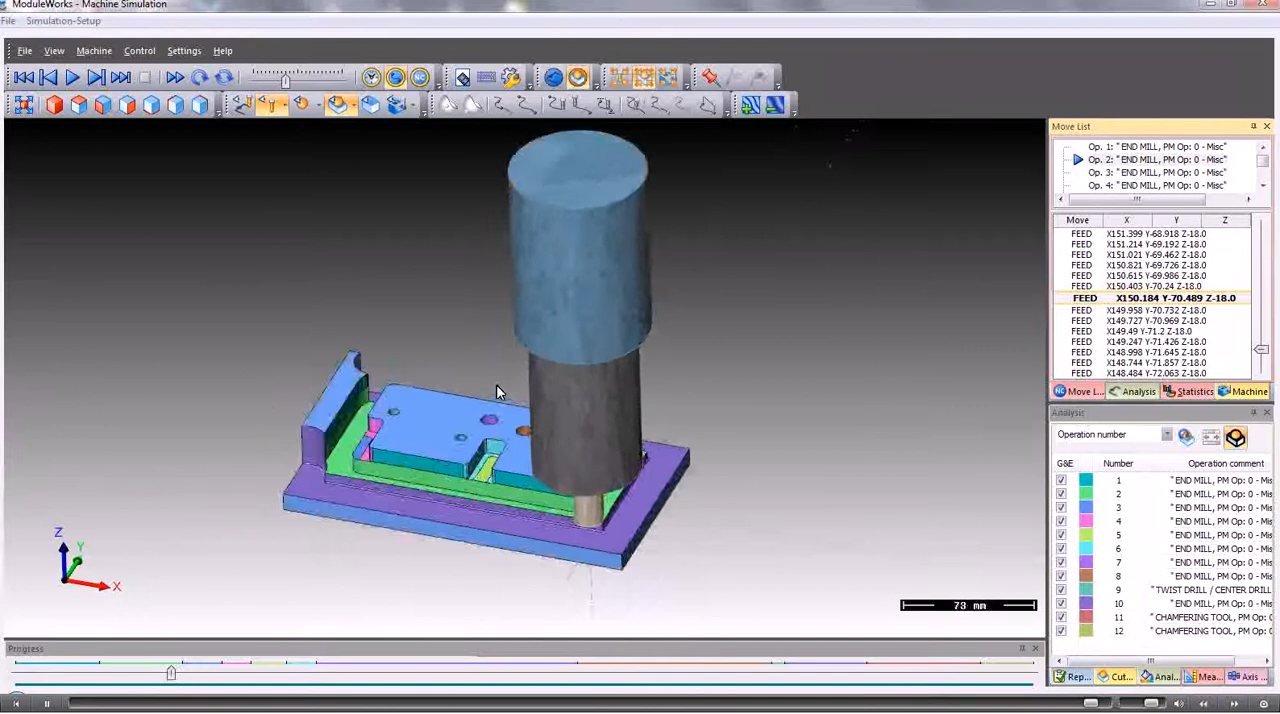 ModuleWorks - Machine Simulation
File Simulation-Setup
File View Machine Control Settings Help
NC
Move List
Op. 1: " END MILL, PM Op: 0 - Misc"
Op. 2: " END MILL, PM Op: 0 - Misc"
Op. 3: " END MILL, PM Op: 0 - Misc"
Op. 4: " END MILL, PM Op: 0 - Misc"
Move X Y Z
FEED X151.399 Y-68.918 Z-18.0
FEED X151.214 Y-69.192 Z-18.0
FEED X151.021 Y-69.462 Z-18.0
FEED X150.821 Y-69.726 Z-18.0
FEED X150.615 Y-69.986 Z-18.0
FEED X150.403 Y-70.24 Z-18.0
FEED X150.184 Y-70.489 Z-18.0
FEED X149.958 Y-70.732 Z-18.0
FEED X149.727 Y-70.969 Z-18.0
FEED X149.49 Y-71.2 Z-18.0
FEED X149.247 Y-71.426 Z-18.0
FEED X148.998 Y-71.645 Z-18.0
FEED X148.744 Y-71.857 Z-18.0
FEED X148.484 Y-72.063 Z-18.0
NC Move L... Analysis Statistics Machine
Analysis
Operation number
G&E Number Operation comment
1 " END MILL, PM Op: 0 - Mis
2 " END MILL, PM Op: 0 - Mis
3 " END MILL, PM Op: 0 - Mis
4 " END MILL, PM Op: 0 - Mis
5 " END MILL, PM Op: 0 - Mis
6 " END MILL, PM Op: 0 - Mis
7 " END MILL, PM Op: 0 - Mis
8 " END MILL, PM Op: 0 - Mis
9 " TWIST DRILL / CENTER DRILL
10 " END MILL, PM Op: 0 - Mis
11 " CHAMFERING TOOL, PM Op: 0
12 " CHAMFERING TOOL, PM Op: 0
Rep... Cut... Anal... Mea... Axis ...
Z
Y
X
73 mm
Progress